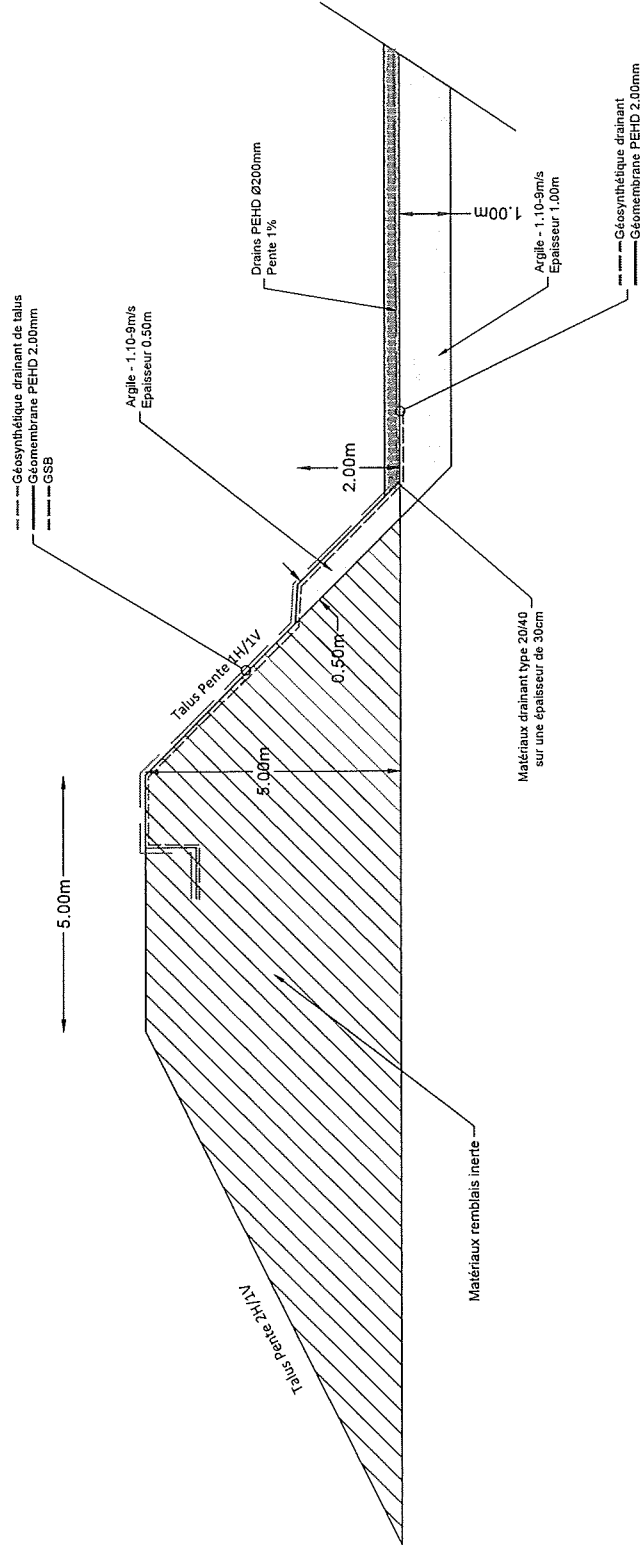 Géosynthétique drainant de talus
Géomembrane PEHD 2.00mm
GSB
Argile - 1.10-9m/s
Epaisseur 0.50m
Drains PEHD Ø200mm
Pente 1%
5.00m
Talus Pente 1H/1V
2.00m
1.00m
5.00m
0.50m
Talus Pente 2H/1V
Argile - 1.10-9m/s
Epaisseur 1.00m
Matériaux remblais inerte
Matériaux drainant type 20/40
sur une épaisseur de 30cm
Géosynthétique drainant
Géomembrane PEHD 2.00mm